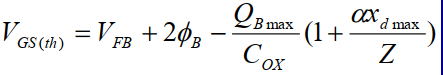 V_{GS(th)} = V_{FB} + 2\phi_B - \frac{Q_{B\max}}{C_{OX}}(1 + \frac{\alpha x_{d\max}}{Z})